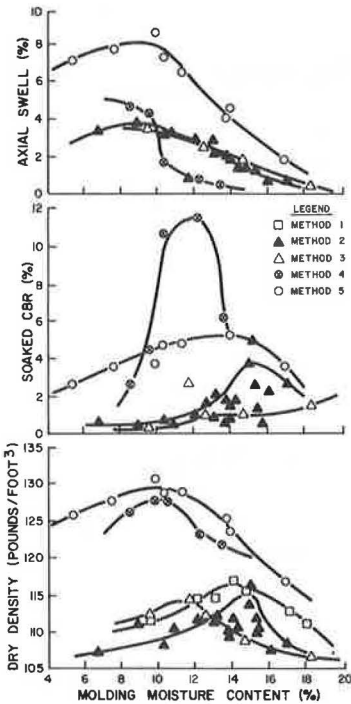 AXIAL SWELL (%)
8
6
4
2
0
SOAKED CBR (%)
12
10
8
6
4
2
0
LEGEND
METHOD 1
METHOD 2
METHOD 3
METHOD 4
METHOD 5
DRY DENSITY (POUNDS/FOOT³)
135
130
125
120
115
110
105
4 6 8 10 12 14 16 18 20
MOLDING MOISTURE CONTENT (%)